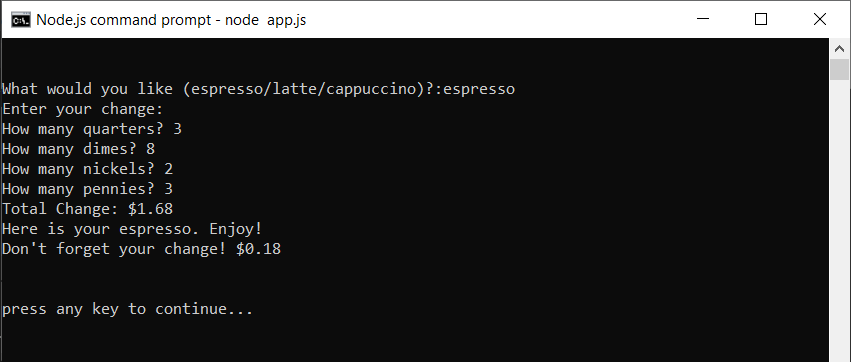 Node.js command prompt - node  app.js
What would you like (espresso/latte/cappuccino)?:espresso
Enter your change:
How many quarters? 3
How many dimes? 8
How many nickels? 2
How many pennies? 3
Total Change: $1.68
Here is your espresso. Enjoy!
Don't forget your change! $0.18
press any key to continue...